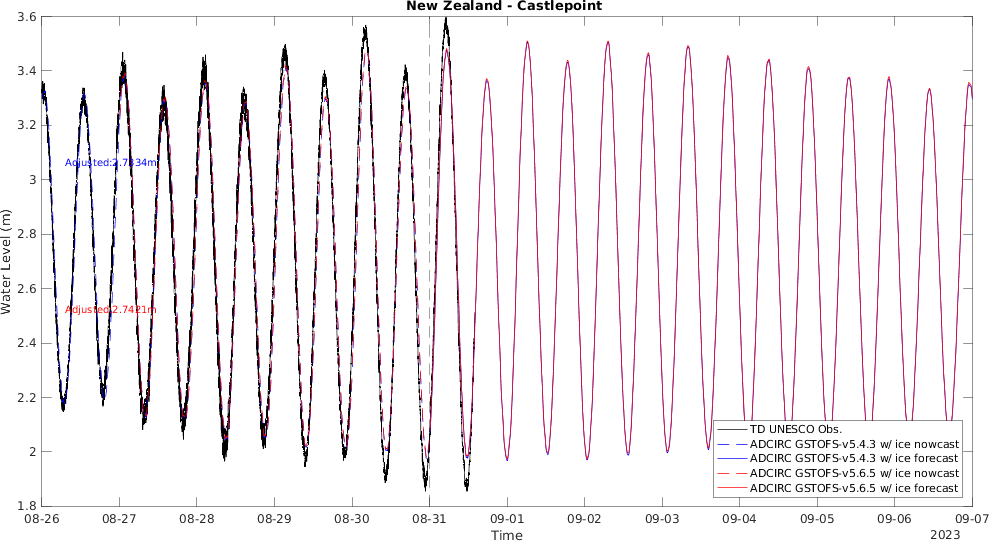 New Zealand - Castlepoint
3.6
3.4
3.2
3
2.8
2.6
2.4
2.2
2
1.8
Water Level (m)
Adjusted:2.7434m
Adjusted:2.7421m
TD UNESCO Obs.
ADCIRC GSTOFS-v5.4.3 w/ ice nowcast
ADCIRC GSTOFS-v5.4.3 w/ ice forecast
ADCIRC GSTOFS-v5.6.5 w/ ice nowcast
ADCIRC GSTOFS-v5.6.5 w/ ice forecast
08-26 08-27 08-28 08-29 08-30 08-31 09-01 09-02 09-03 09-04 09-05 09-06 09-07
Time
2023